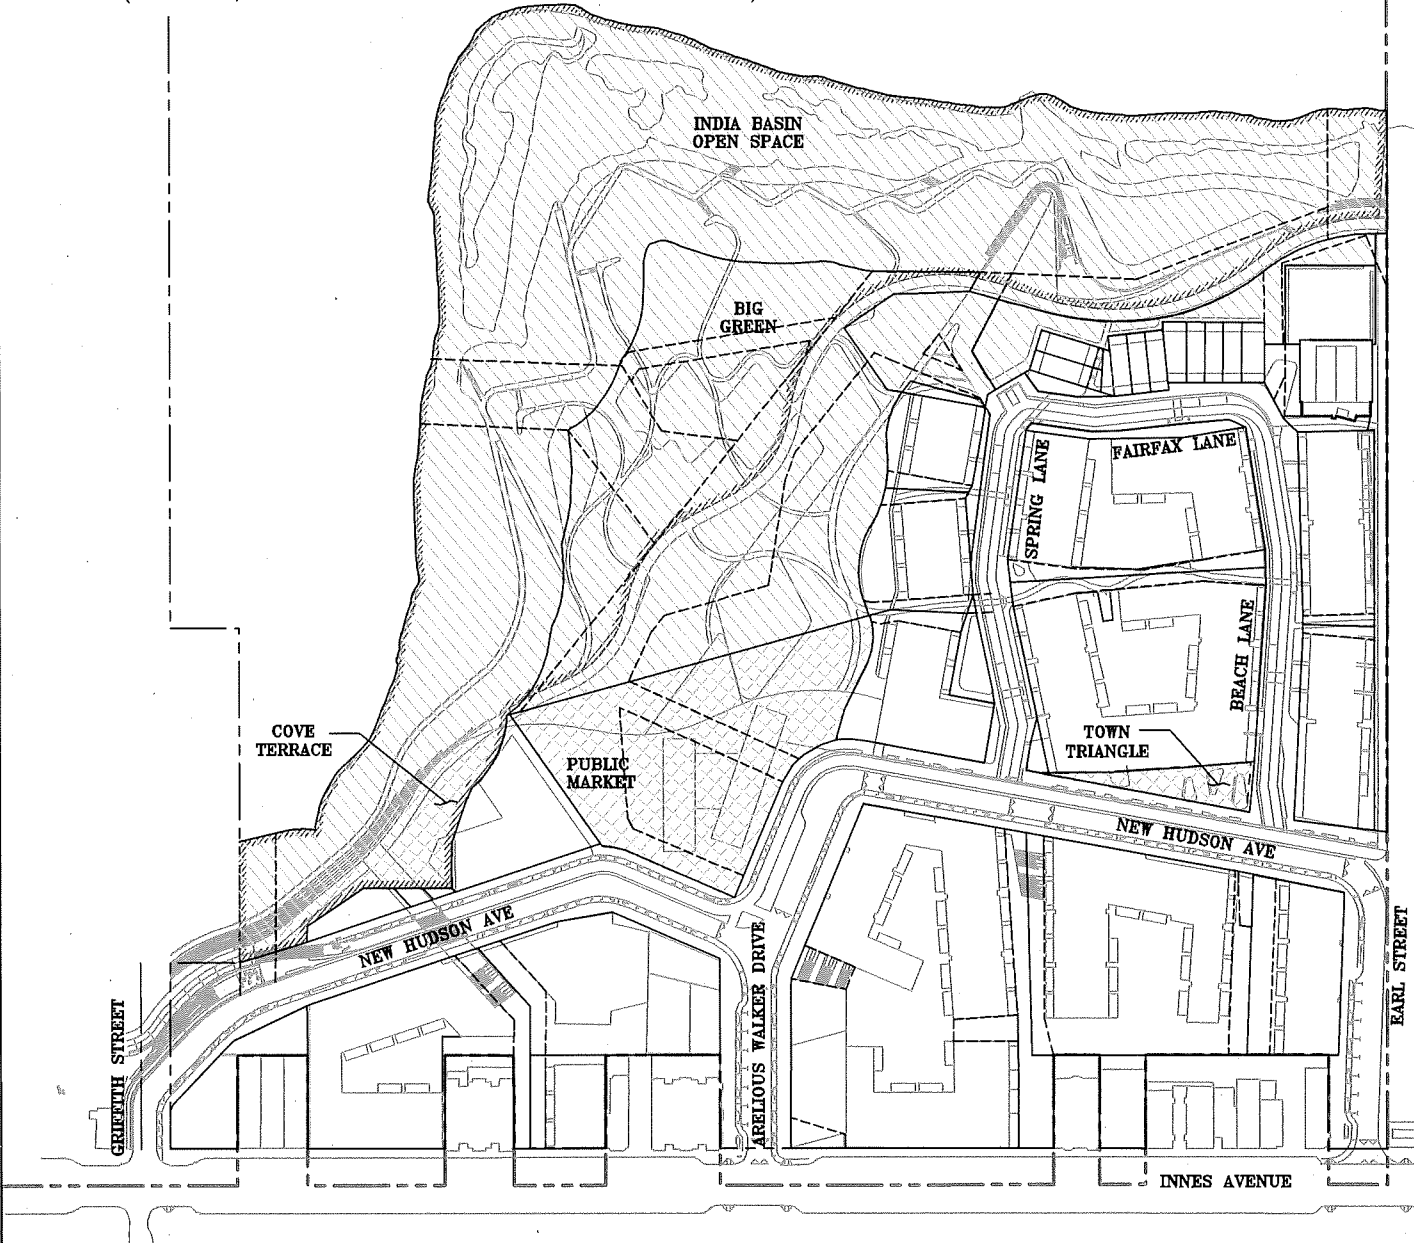 INDIA BASIN
OPEN SPACE
BIG
GREEN
FAIRFAX LANE
SPRING LANE
BEACH LANE
COVE
TERRACE
PUBLIC
MARKET
TOWN
TRIANGLE
NEW HUDSON AVE
NEW HUDSON AVE
GRIFFITH STREET
ARELIOUS WALKER DRIVE
EARL STREET
INNES AVENUE